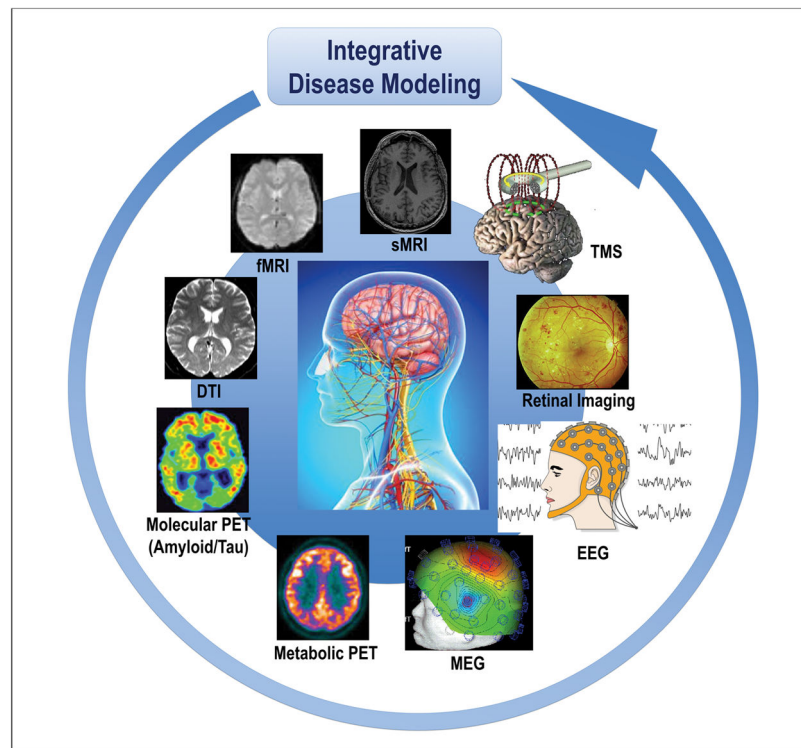 Integrative
Disease Modeling
sMRI
fMRI
TMS
DTI
Retinal Imaging
Molecular PET
(Amyloid/Tau)
EEG
Metabolic PET
MEG